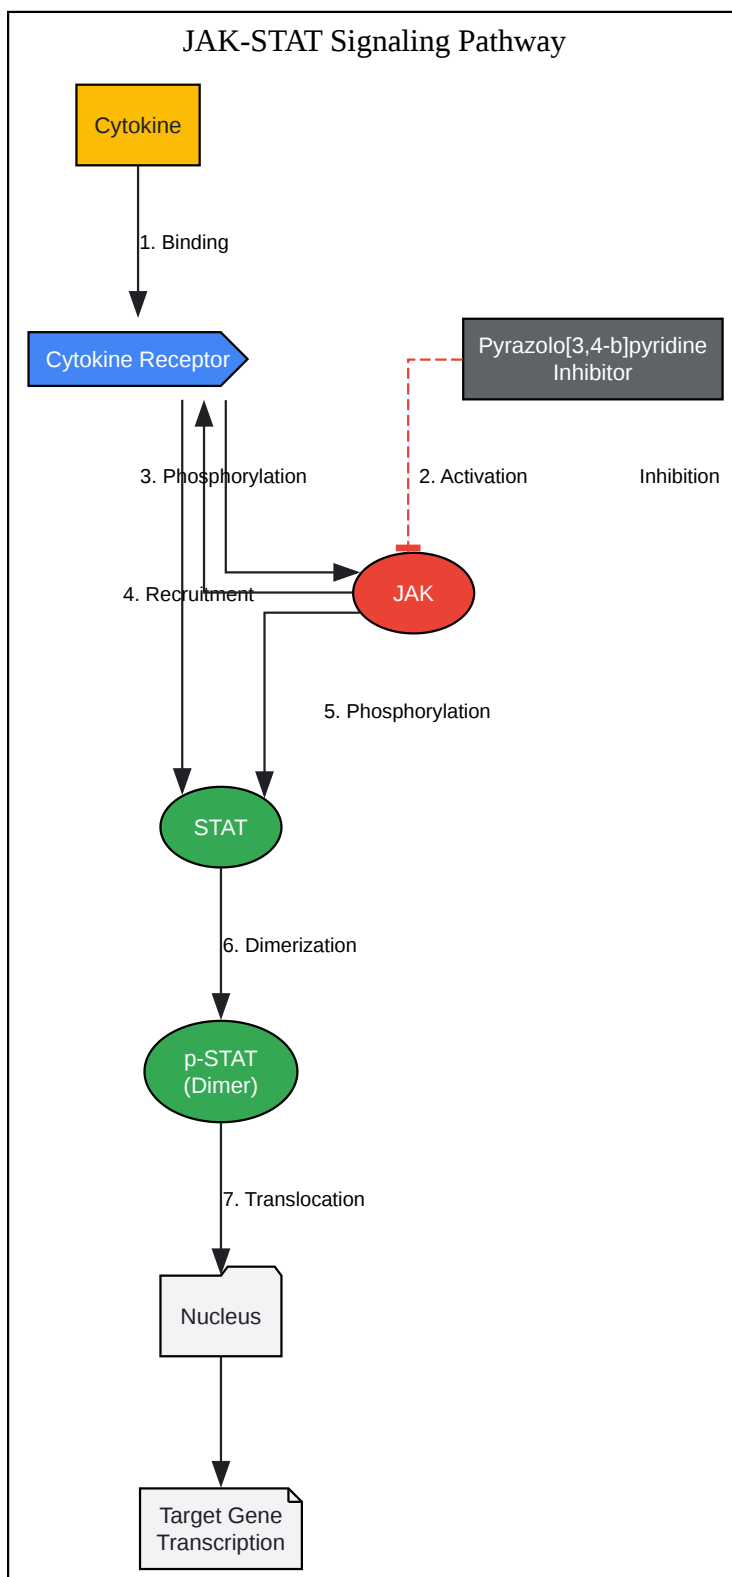 JAK-STAT Signaling Pathway
Cytokine
1. Binding
Cytokine Receptor
Pyrazolo[3,4-b]pyridine
Inhibitor
3. Phosphorylation
2. Activation
Inhibition
4. Recruitment
JAK
5. Phosphorylation
STAT
6. Dimerization
p-STAT
(Dimer)
7. Translocation
Nucleus
Target Gene
Transcription